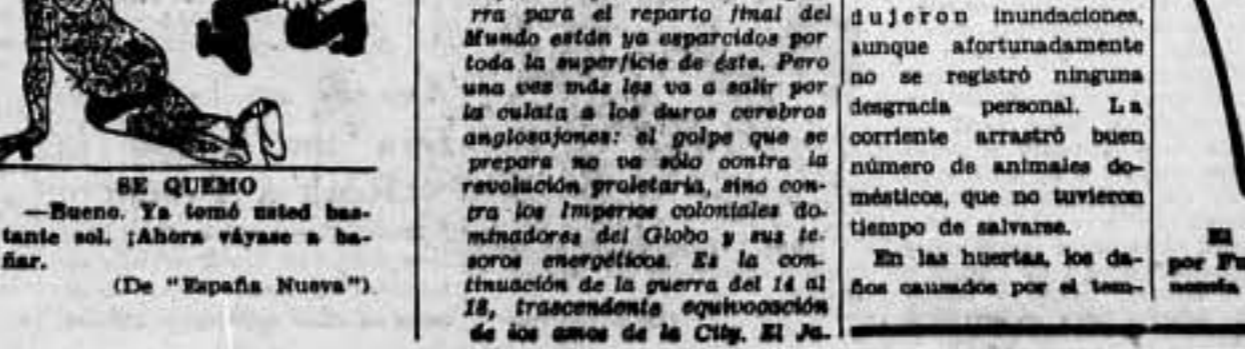 SE QUEMO
—Bueno. Ya tomó usted bas-
tante sol. ¡Ahora váyase a ba-
ñar.
(De "España Nueva")
rra para el reparto final del
Mundo están ya esparcidos por
toda la superficie de éste. Pero
una vez más les va a salir por
la culata a los duros cerebros
anglosajones: el golpe que se
prepara no va sólo contra la
revolución proletaria, sino con-
tra los Imperios coloniales do-
minadores del Globo y sus te-
soros energéticos. Es la con-
tinuación de la guerra del 14 al
18, trascendente equivocación
de los amos de la City. El Ja-
dujeron inundaciones,
aunque afortunadamente
no se registró ninguna
desgracia personal. La
corriente arrastró buen
número de animales do-
mésticos, que no tuvieron
tiempo de salvarse.
En las huertas, los da-
ños causados por el tem-
El
por Fu